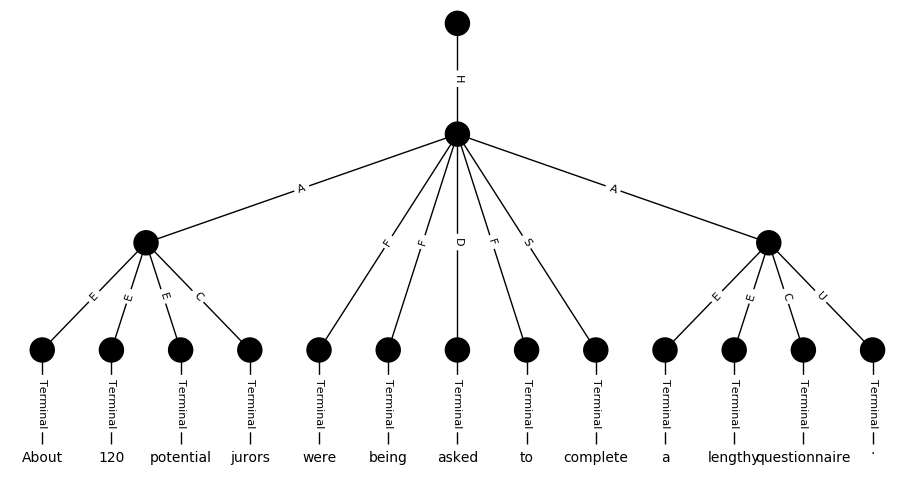 H
A A
F F D F S
E E E C E E C U
Terminal Terminal Terminal Terminal Terminal Terminal Terminal Terminal Terminal Terminal Terminal Terminal Terminal
About 120 potential jurors were being asked to complete a lengthy questionnaire .